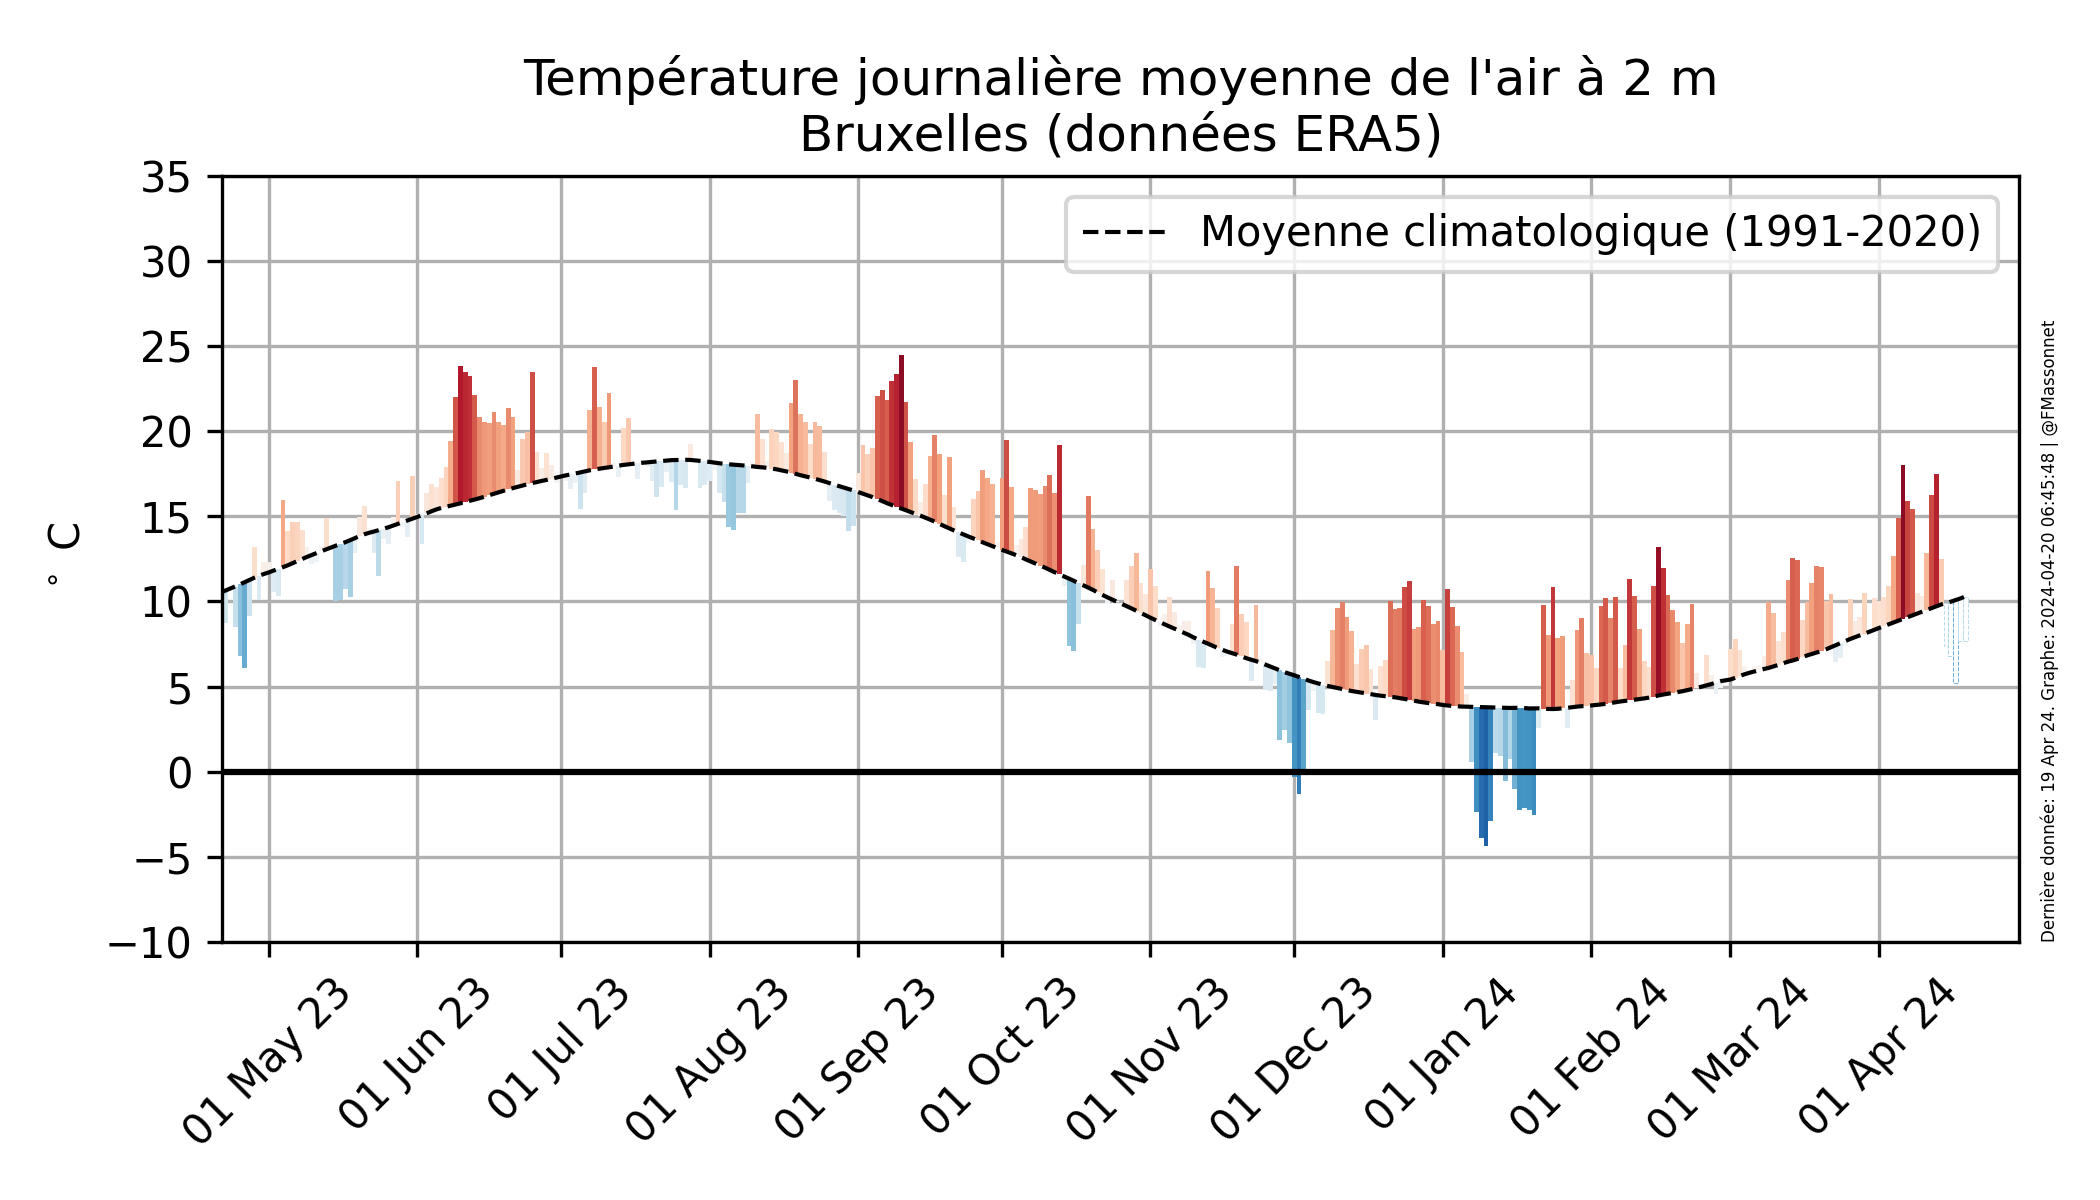 Température journalière moyenne de l'air à 2 m
Bruxelles (données ERA5)
Moyenne climatologique (1991-2020)
° C
35
30
25
20
15
10
5
0
−5
−10
01 May 23
01 Jun 23
01 Jul 23
01 Aug 23
01 Sep 23
01 Oct 23
01 Nov 23
01 Dec 23
01 Jan 24
01 Feb 24
01 Mar 24
01 Apr 24
Dernière donnée: 19 Apr 24. Graphe: 2024-04-20 06:45:48 | @FMassonnet